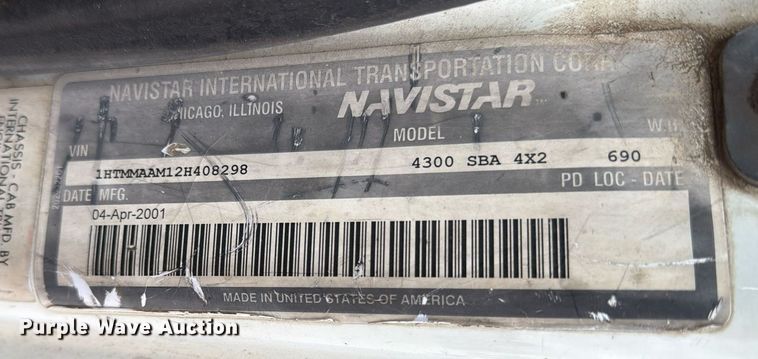 NAVISTAR INTERNATIONAL TRANSPORTATION CORP.
CHICAGO, ILLINOIS NAVISTAR
VIN MODEL W.B.
1HTMMAAM12H408298 4300 SBA 4X2 690
DATE MFG. PD LOC - DATE
04-Apr-2001
MADE IN UNITED STATES OF AMERICA
CHASSIS - CAB MFD. BY
INTERNATIONAL
Purple Wave Auction